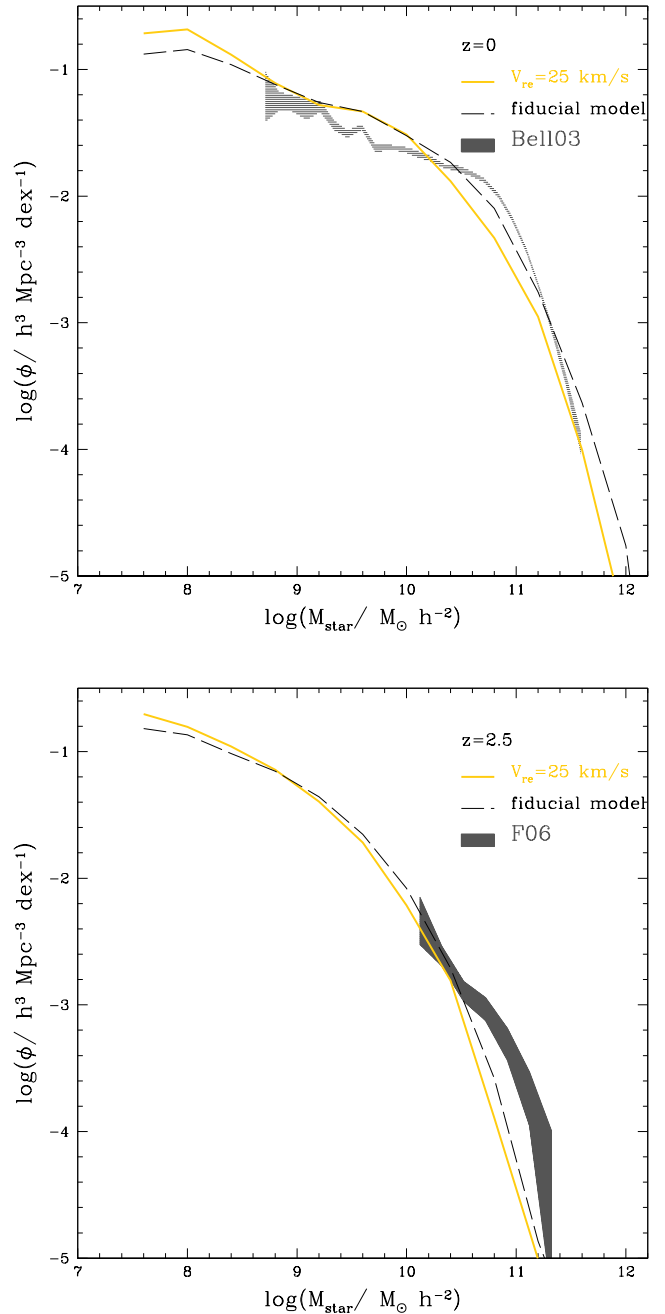 z=0
V_re=25 km/s
fiducial model
Bell03
-1
-2
-3
-4
-5
log(ϕ/ h³ Mpc⁻³ dex⁻¹)
7 8 9 10 11 12
log(M_star/ M_⊙ h⁻²)
z=2.5
V_re=25 km/s
fiducial model
F06
-1
-2
-3
-4
-5
log(ϕ/ h³ Mpc⁻³ dex⁻¹)
7 8 9 10 11 12
log(M_star/ M_⊙ h⁻²)